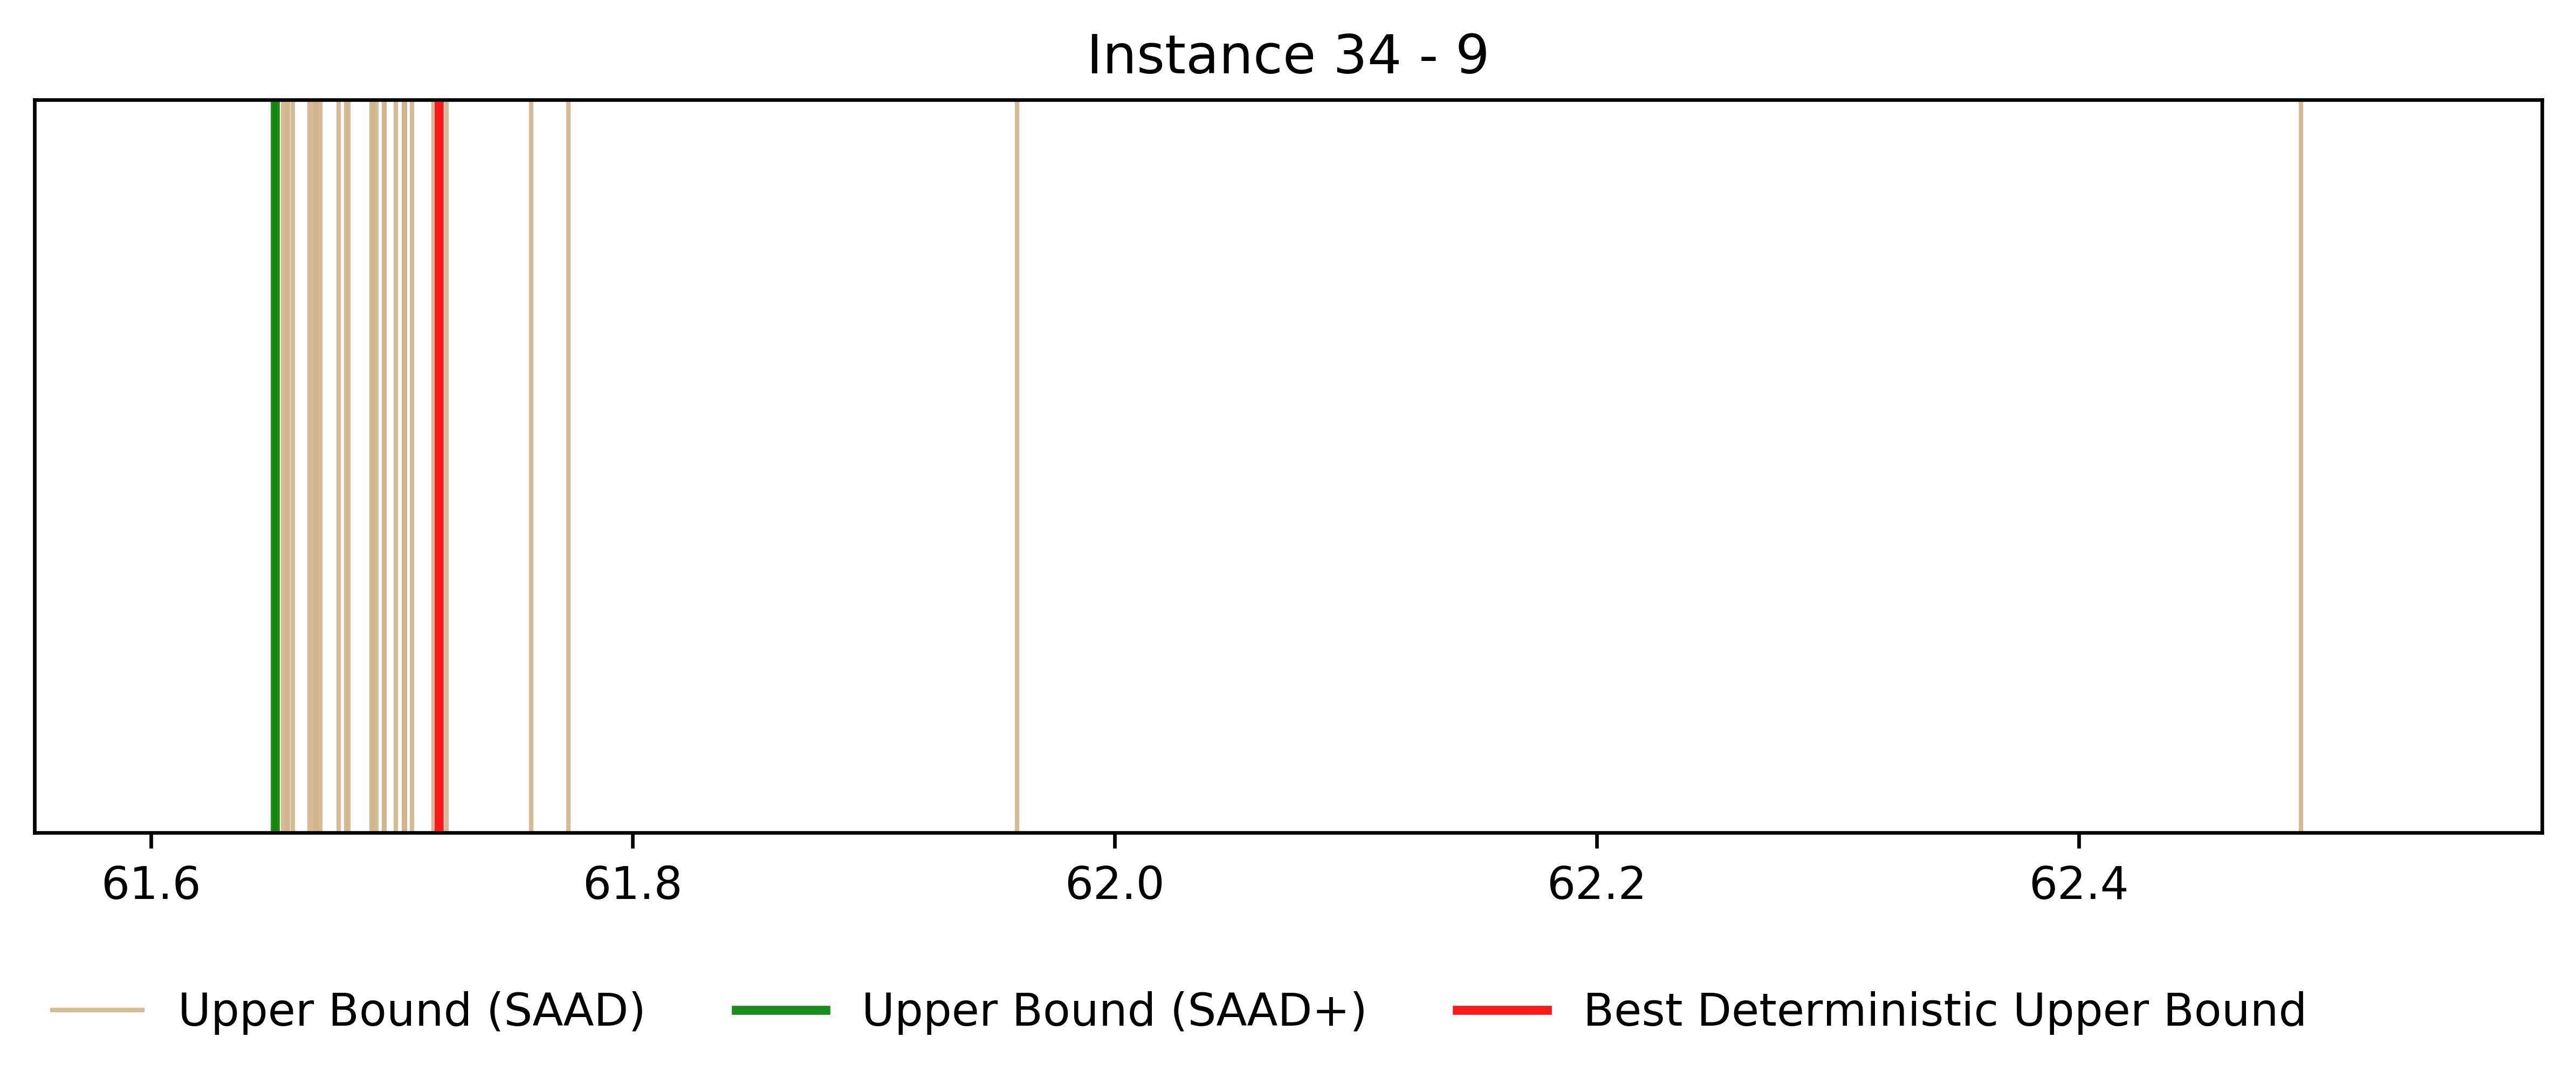 Instance 34 - 9
61.6 61.8 62.0 62.2 62.4
Upper Bound (SAAD) Upper Bound (SAAD+) Best Deterministic Upper Bound